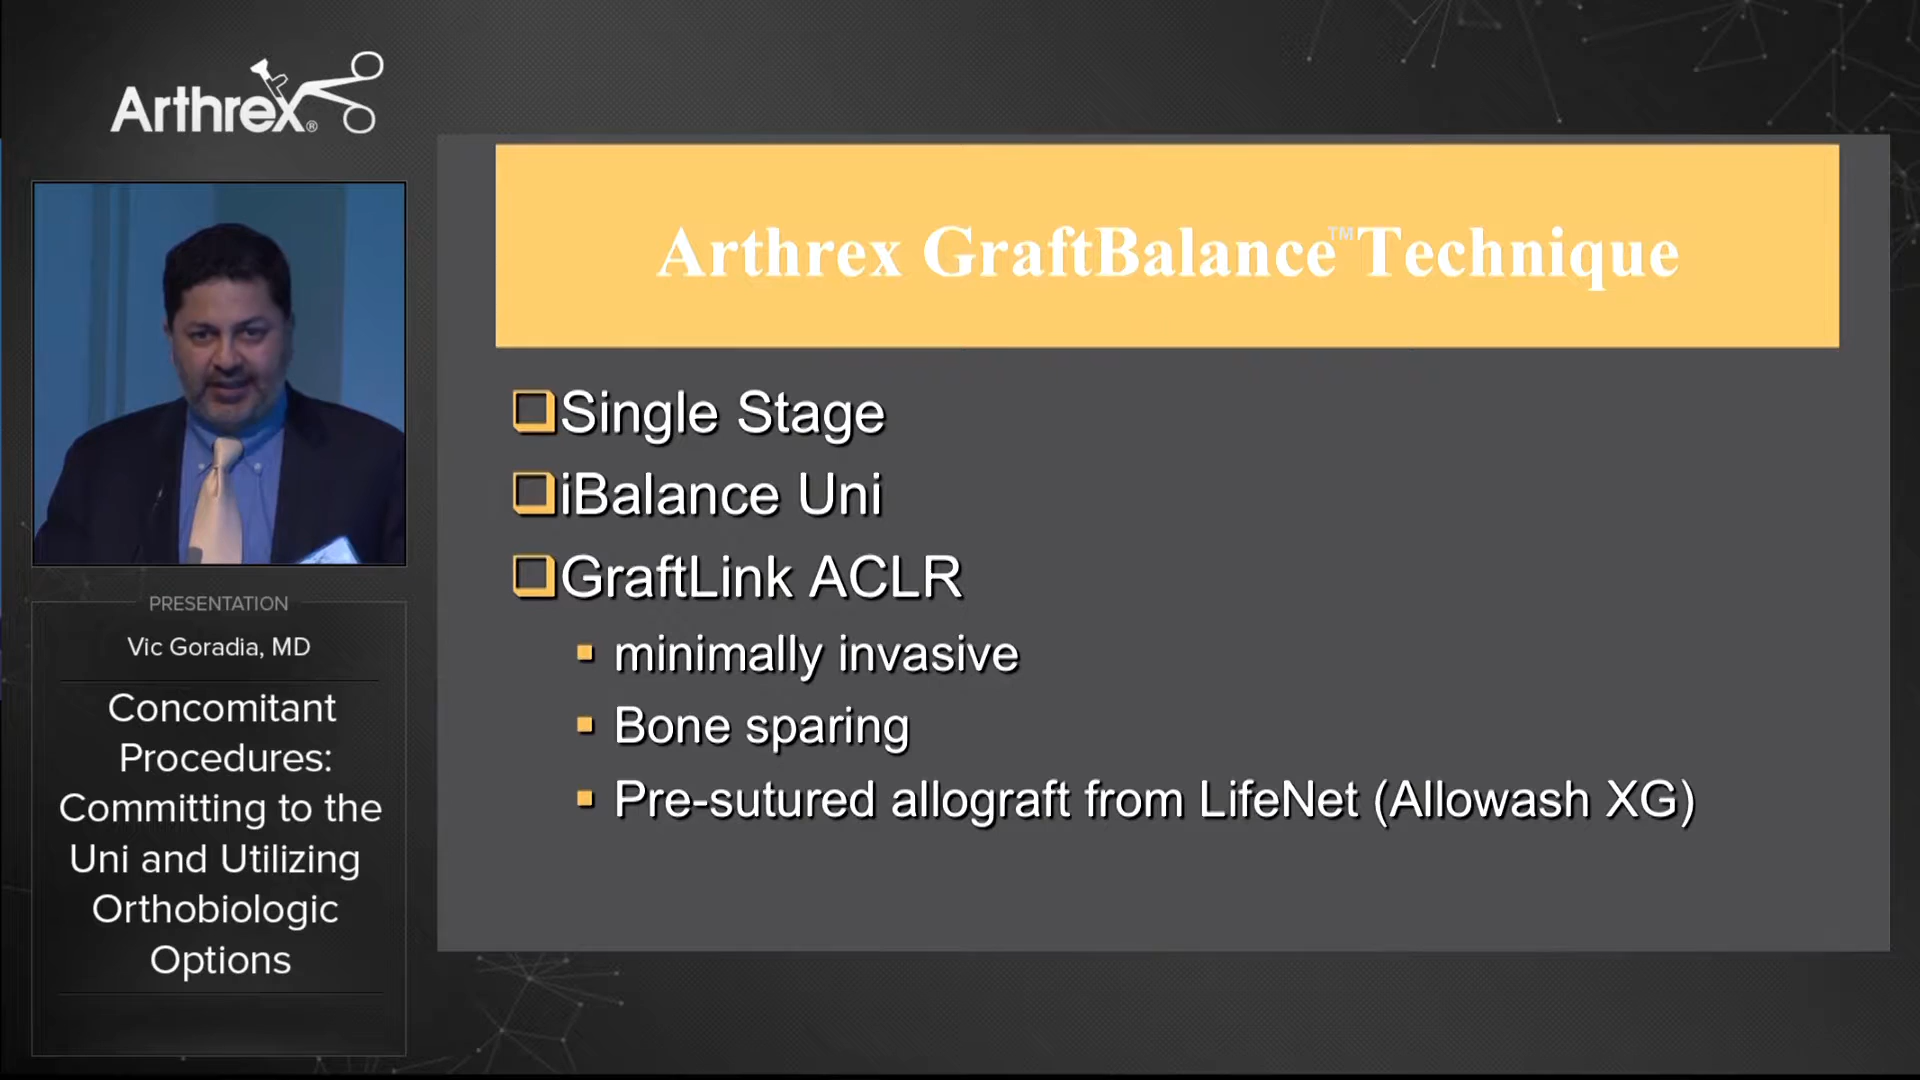 Arthrex®
PRESENTATION
Vic Goradia, MD
Concomitant
Procedures:
Committing to the
Uni and Utilizing
Orthobiologic
Options
Arthrex GraftBalance™ Technique
Single Stage
iBalance Uni
GraftLink ACLR
minimally invasive
Bone sparing
Pre-sutured allograft from LifeNet (Allowash XG)